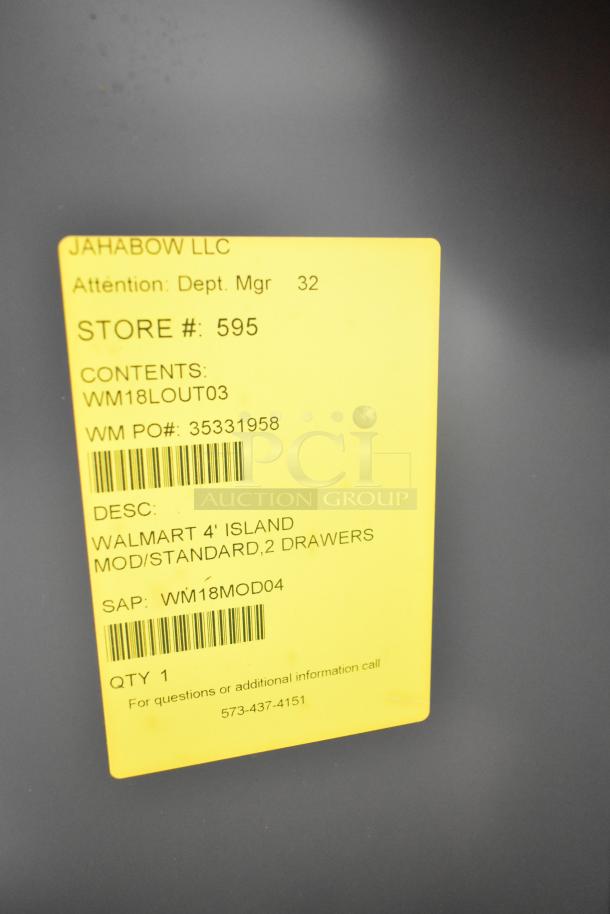 JAHABOW LLC
Attention: Dept. Mgr 32
STORE #: 595
CONTENTS:
WM18LOUT03
WM PO#: 35331958
PCI
AUCTION GROUP
DESC:
WALMART 4' ISLAND
MOD/STANDARD,2 DRAWERS
SAP: WM18MOD04
QTY 1
For questions or additional information call
573-437-4151